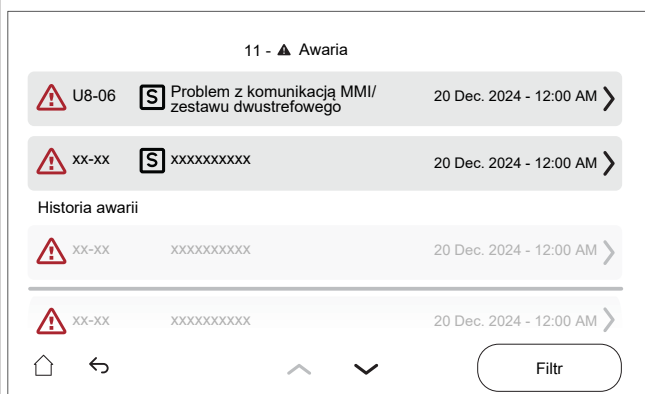 11 - Awaria
U8-06 S Problem z komunikacją MMI/
zestawu dwustrefowego 20 Dec. 2024 - 12:00 AM
xx-xx S xxxxxxxxxx 20 Dec. 2024 - 12:00 AM
Historia awarii
xx-xx xxxxxxxxxx 20 Dec. 2024 - 12:00 AM
xx-xx xxxxxxxxxx 20 Dec. 2024 - 12:00 AM
Filtr